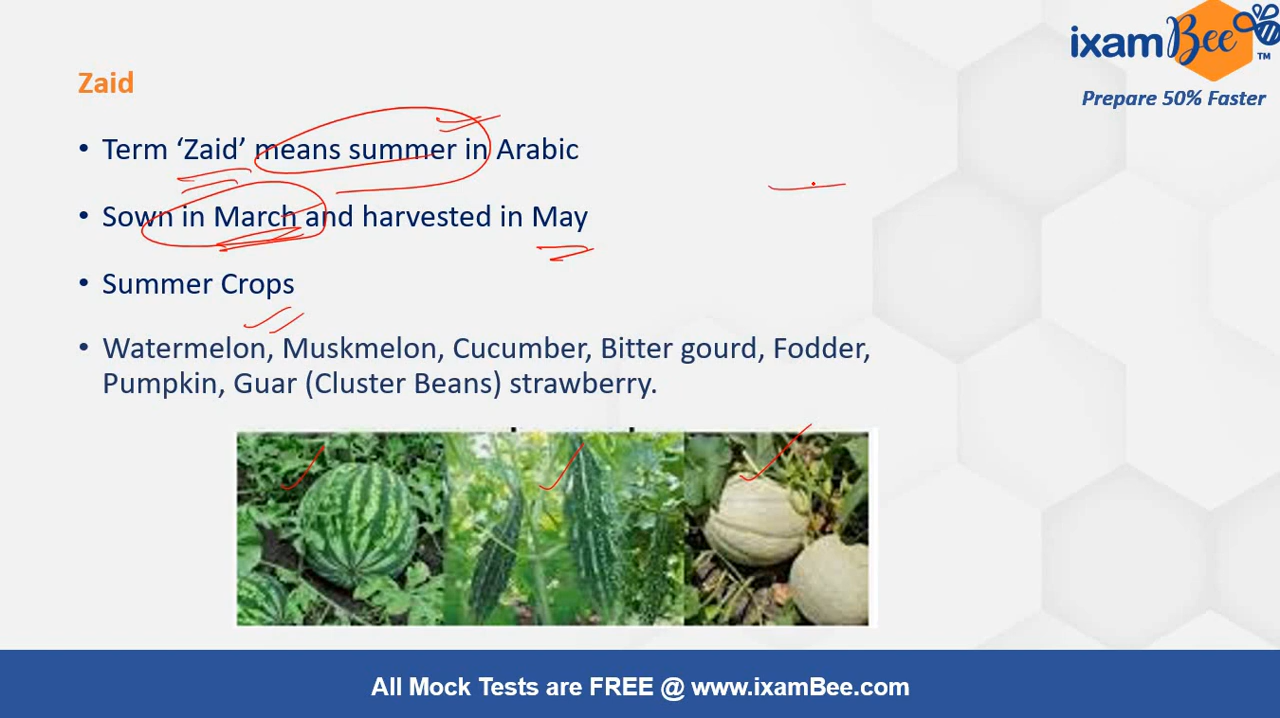 ixamBee
TM
Prepare 50% Faster
Zaid
• Term ‘Zaid’ means summer in Arabic
• Sown in March and harvested in May
• Summer Crops
• Watermelon, Muskmelon, Cucumber, Bitter gourd, Fodder,
Pumpkin, Guar (Cluster Beans) strawberry.
All Mock Tests are FREE @ www.ixamBee.com